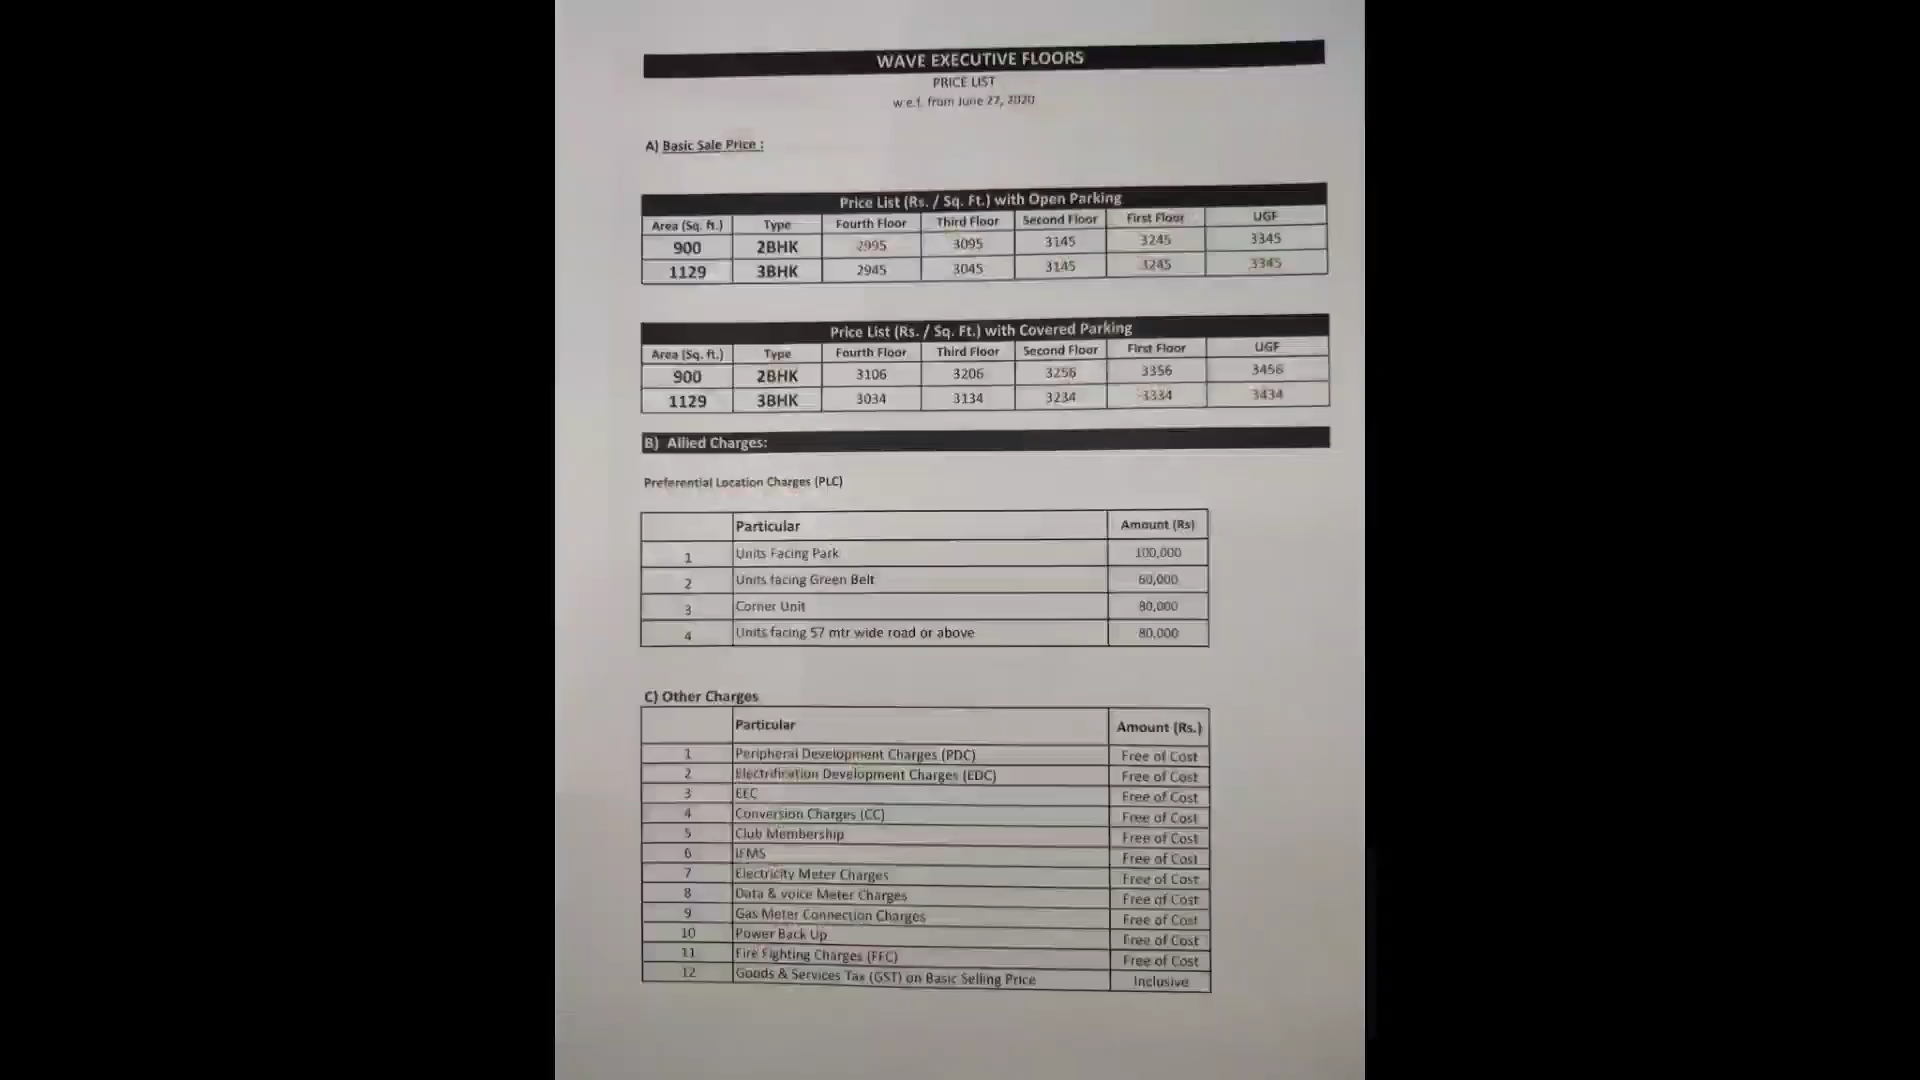 WAVE EXECUTIVE FLOORS
PRICE LIST
w.e.f. from June 27, 2020
A) Basic Sale Price :
Price List (Rs. / Sq. Ft.) with Open Parking
Area (Sq. ft.) Type Fourth Floor Third Floor Second Floor First Floor UGF
900 2BHK 2995 3095 3145 3245 3345
1129 3BHK 2945 3045 3145 3245 3345
Price List (Rs. / Sq. Ft.) with Covered Parking
Area (Sq. ft.) Type Fourth Floor Third Floor Second Floor First Floor UGF
900 2BHK 3106 3206 3256 3356 3456
1129 3BHK 3034 3134 3234 3334 3434
B) Allied Charges:
Preferential Location Charges (PLC)
Particular Amount (Rs)
1 Units Facing Park 100,000
2 Units facing Green Belt 60,000
3 Corner Unit 80,000
4 Units facing 57 mtr wide road or above 80,000
C) Other Charges
Particular Amount (Rs.)
1 Peripheral Development Charges (PDC) Free of Cost
2 Electrification Development Charges (EDC) Free of Cost
3 EEC Free of Cost
4 Conversion Charges (CC) Free of Cost
5 Club Membership Free of Cost
6 IFMS Free of Cost
7 Electricity Meter Charges Free of Cost
8 Data & voice Meter Charges Free of Cost
9 Gas Meter Connection Charges Free of Cost
10 Power Back Up Free of Cost
11 Fire Fighting Charges (FFC) Free of Cost
12 Goods & Services Tax (GST) on Basic Selling Price Inclusive